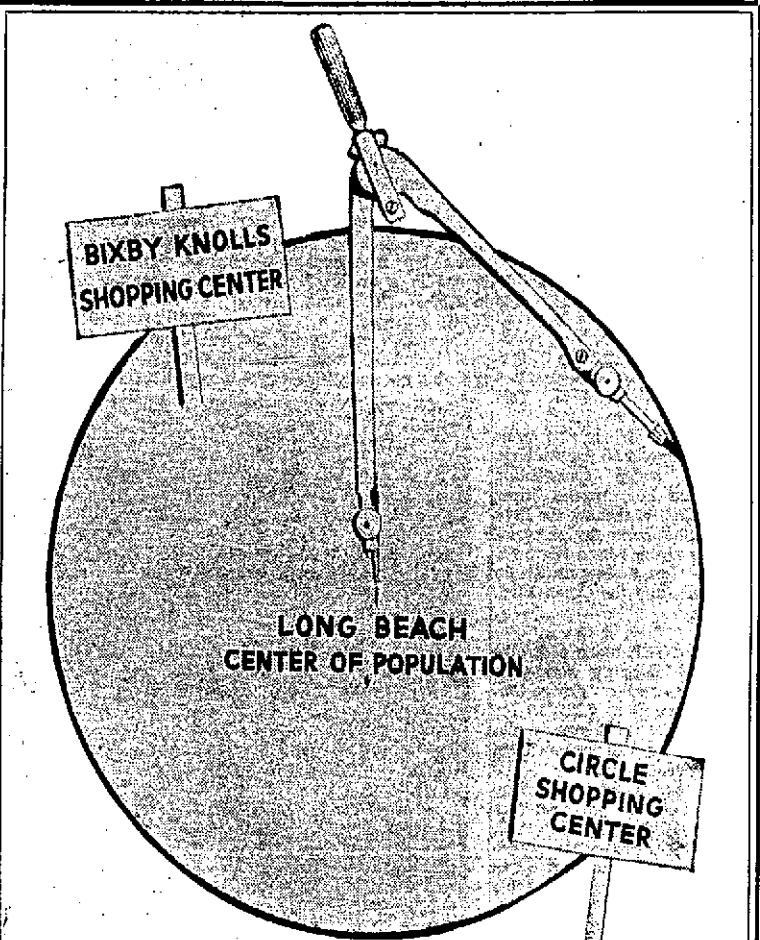 BIXBY KNOLLS
SHOPPING CENTER
LONG BEACH
CENTER OF POPULATION
CIRCLE
SHOPPING
CENTER